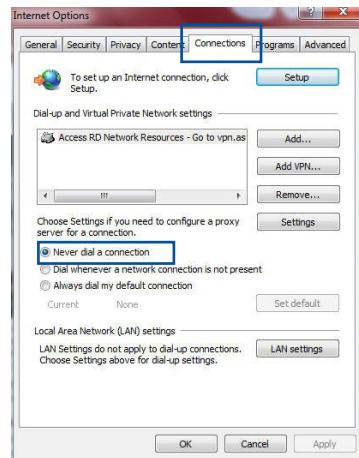 Internet Options
General Security Privacy Content Connections Programs Advanced
To set up an Internet connection, click
Setup.
Setup
Dial-up and Virtual Private Network settings
Access RD Network Resources - Go to vpn.as
Add...
Add VPN...
Remove...
Choose Settings if you need to configure a proxy
server for a connection.
Settings
Never dial a connection
Dial whenever a network connection is not present
Always dial my default connection
Current None
Set default
Local Area Network (LAN) settings
LAN Settings do not apply to dial-up connections.
Choose Settings above for dial-up settings.
LAN settings
OK Cancel Apply